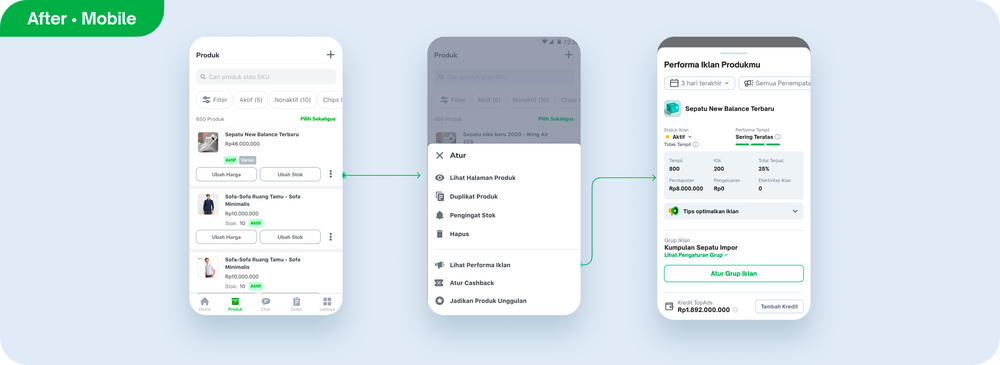 After • Mobile
Produk
Cari produk atau SKU
Filter
Aktif (5)
Nonaktif (10)
Chips
650 Produk
Pilih Sekaligus
Sepatu New Balance Terbaru
Rp46.000.000
Aktif
Varian
Ubah Harga
Ubah Stok
Sofa-Sofa Ruang Tamu - Sofa
Minimalis
Rp10.000.000
Stok: 10
Aktif
Ubah Harga
Ubah Stok
Sofa-Sofa Ruang Tamu - Sofa
Minimalis
Rp10.000.000
Stok: 10
Aktif
Home
Produk
Chat
Order
Lainnya
Produk
Cari produk atau SKU
Filter
Aktif (5)
Nonaktif (10)
Chips
650 Produk
Pilih Sekaligus
Sepatu nike baru 2020 - Wing Air
Atur
Lihat Halaman Produk
Duplikat Produk
Pengingat Stok
Hapus
Lihat Performa Iklan
Atur Cashback
Jadikan Produk Unggulan
Performa Iklan Produkmu
3 hari terakhir
Semua Penempata
Sepatu New Balance Terbaru
Status Iklan
Performa Tampil
Aktif
Sering Teratas
Tidak Tampil
Tampil
Klik
Total Terjual
800
200
25%
Pendapatan
Pengeluaran
Efektivitas Iklan
Rp8.000.000
Rp0
0
Tips optimalkan iklan
Grup Iklan
Kumpulan Sepatu Impor
Lihat Pengaturan Grup
Atur Grup Iklan
Kredit TopAds
Rp1.892.000.000
Tambah Kredit